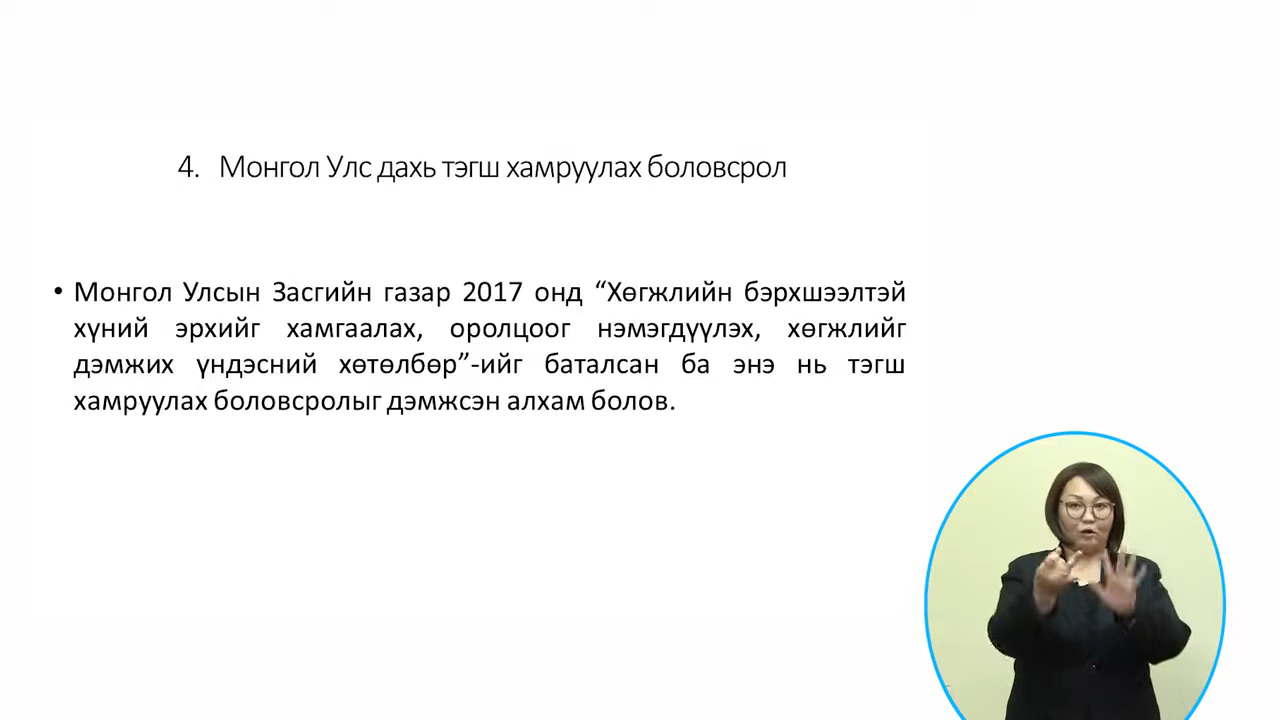 4. Монгол Улс дахь тэгш хамруулах боловсрол
• Монгол Улсын Засгийн газар 2017 онд “Хөгжлийн бэрхшээлтэй
хүний эрхийг хамгаалах, оролцоог нэмэгдүүлэх, хөгжлийг
дэмжих үндэсний хөтөлбөр”-ийг баталсан ба энэ нь тэгш
хамруулах боловсролыг дэмжсэн алхам болов.